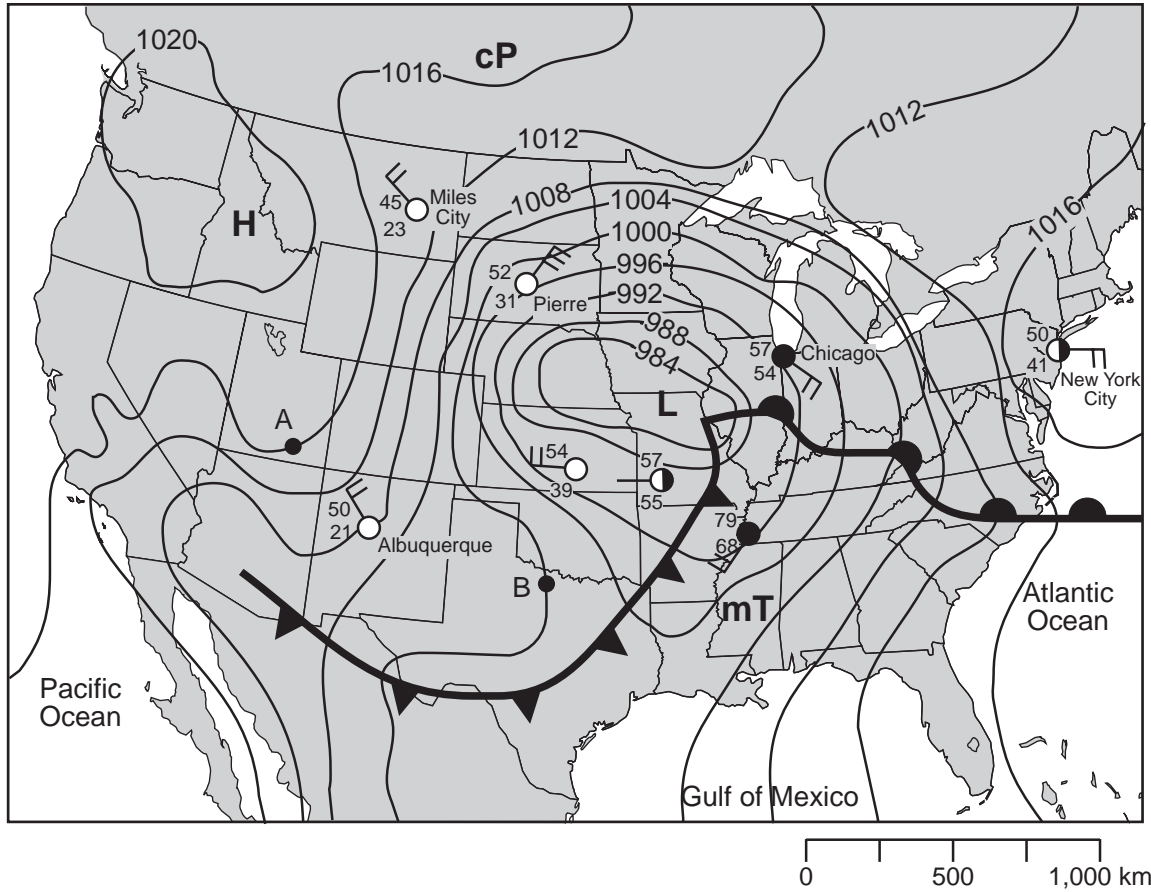 1020
cP
1016
1012
1012
1008
1004
1000
996
992
988
984
1016
45
23
Miles
City
H
52
31
Pierre
57
54
Chicago
50
41
New York
City
A
L
54
39
57
55
50
21
Albuquerque
79
68
B
mT
Atlantic
Ocean
Pacific
Ocean
Gulf of Mexico
0
500
1,000 km